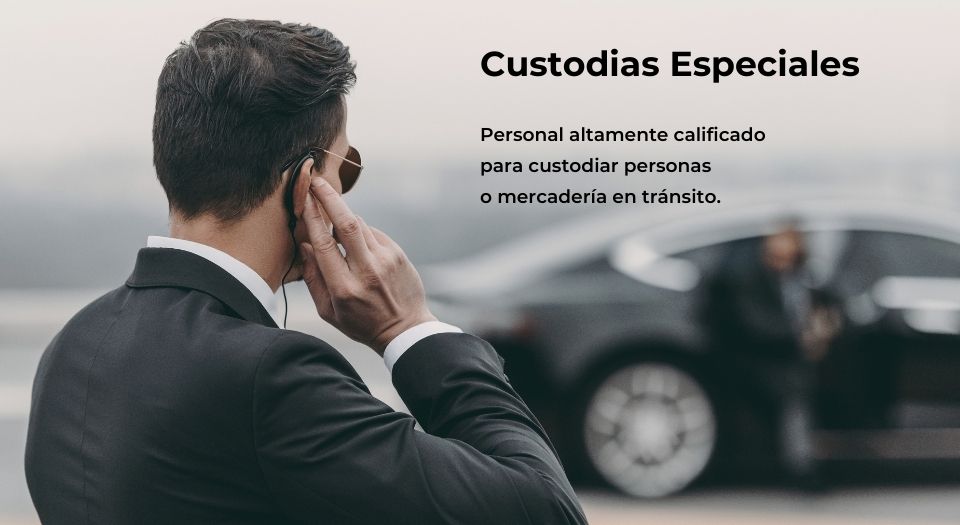 Custodias Especiales
Personal altamente calificado
para custodiar personas
o mercadería en tránsito.